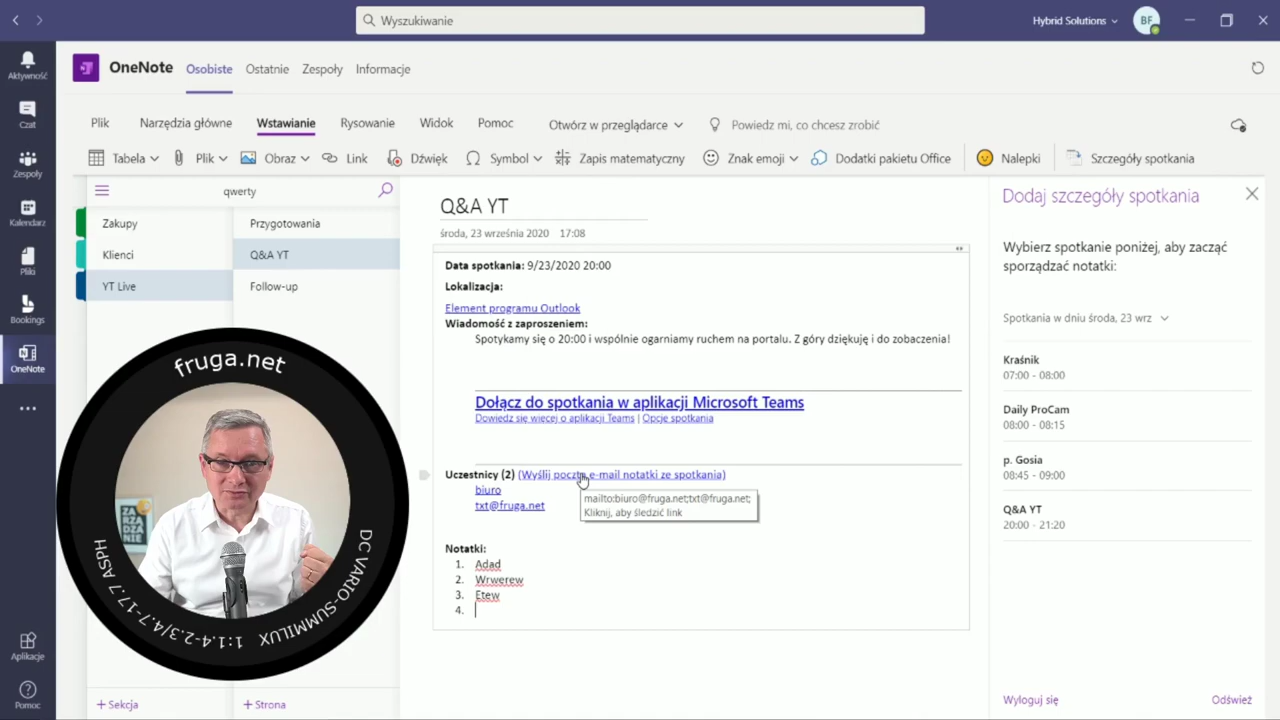 Wyszukiwanie
Hybrid Solutions
BF
Aktywność
Czat
Zespoły
Kalendarz
Pliki
Bookings
OneNote
Aplikacje
Pomoc
OneNote Osobiste Ostatnie Zespoły Informacje
Plik Narzędzia główne Wstawianie Rysowanie Widok Pomoc Otwórz w przeglądarce Powiedz mi, co chcesz zrobić
Tabela Plik Obraz Link Dźwięk Symbol Zapis matematyczny Znak emoji Dodatki pakietu Office Nalepki Szczegóły spotkania
qwerty
Zakupy
Klienci
YT Live
Przygotowania
Q&A YT
Follow-up
+ Sekcja
+ Strona
Q&A YT
środa, 23 września 2020 17:08
Data spotkania: 9/23/2020 20:00
Lokalizacja:
Element programu Outlook
Wiadomość z zaproszeniem:
Spotykamy się o 20:00 i wspólnie ogarniamy ruchem na portalu. Z góry dziękuję i do zobaczenia!
Dołącz do spotkania w aplikacji Microsoft Teams
Dowiedz się więcej o aplikacji Teams | Opcje spotkania
Uczestnicy (2) (Wyślij pocztą e-mail notatki ze spotkania)
biuro
txt@fruga.net
mailto:biuro@fruga.net;txt@fruga.net;
Kliknij, aby śledzić link
Notatki:
1. Adad
2. Wrwerew
3. Etew
4.
Dodaj szczegóły spotkania
Wybierz spotkanie poniżej, aby zacząć
sporządzać notatki:
Spotkania w dniu środa, 23 wrz
Kraśnik
07:00 - 08:00
Daily ProCam
08:00 - 08:15
p. Gosia
08:45 - 09:00
Q&A YT
20:00 - 21:20
Wyloguj się
Odśwież
fruga.net
ZA
RZĄ
DZA
NIE
DC VARIO-SUMMILUX 1:1.4-2.3/4.7-17.7 ASPH